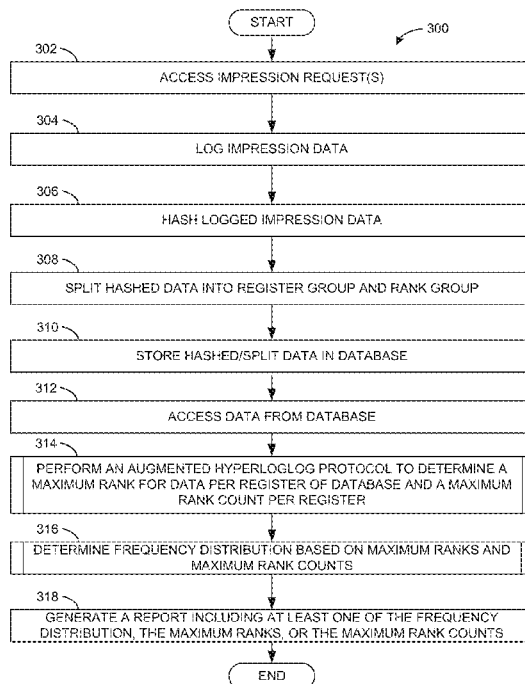 START
300
302
ACCESS IMPRESSION REQUEST(S)
304
LOG IMPRESSION DATA
306
HASH LOGGED IMPRESSION DATA
308
SPLIT HASHED DATA INTO REGISTER GROUP AND RANK GROUP
310
STORE HASHED/SPLIT DATA IN DATABASE
312
ACCESS DATA FROM DATABASE
314
PERFORM AN AUGMENTED HYPERLOGLOG PROTOCOL TO DETERMINE A
MAXIMUM RANK FOR DATA PER REGISTER OF DATABASE AND A MAXIMUM
RANK COUNT PER REGISTER
316
DETERMINE FREQUENCY DISTRIBUTION BASED ON MAXIMUM RANKS AND
MAXIMUM RANK COUNTS
318
GENERATE A REPORT INCLUDING AT LEAST ONE OF THE FREQUENCY
DISTRIBUTION, THE MAXIMUM RANKS, OR THE MAXIMUM RANK COUNTS
END